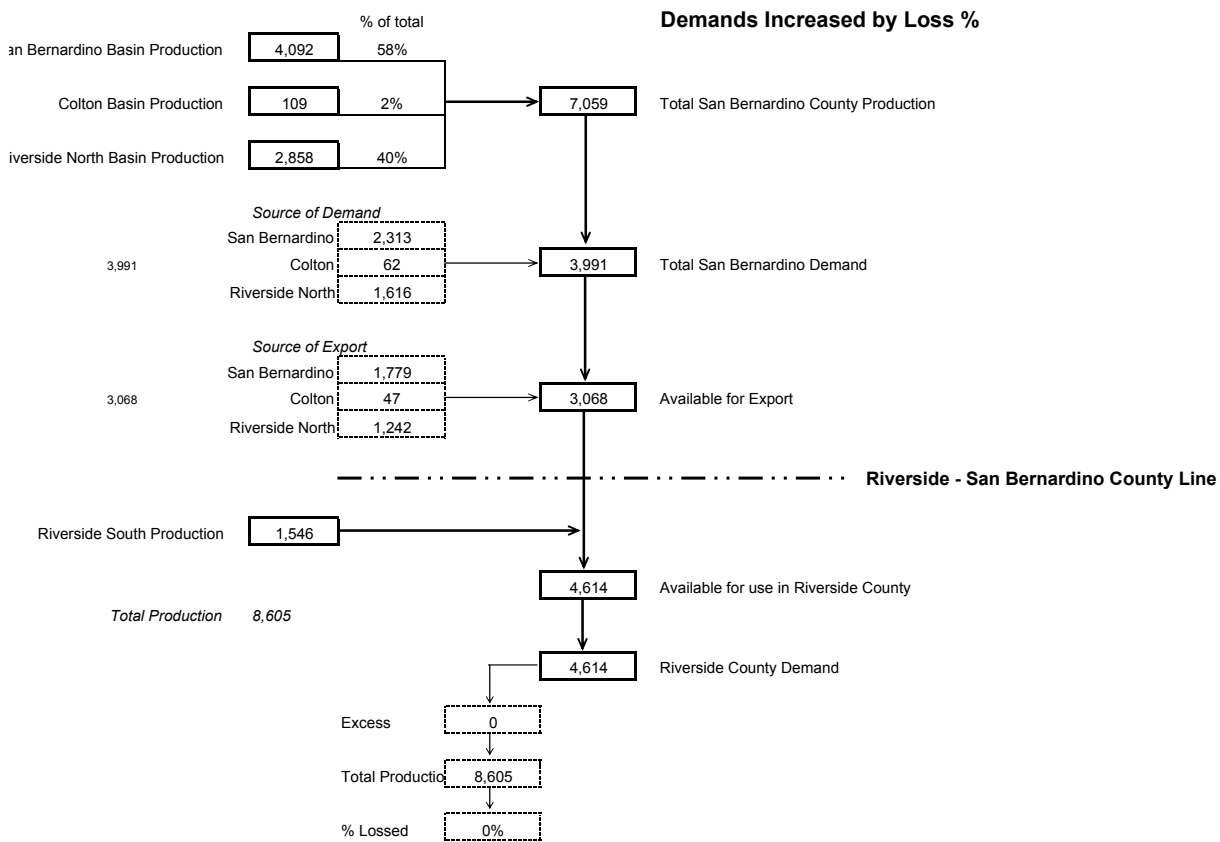 % of total
Demands Increased by Loss %
an Bernardino Basin Production 4,092 58%
Colton Basin Production 109 2% 7,059 Total San Bernardino County Production
iverside North Basin Production 2,858 40%
Source of Demand
San Bernardino 2,313
3,991 Colton 62 3,991 Total San Bernardino Demand
Riverside North 1,616
Source of Export
San Bernardino 1,779
3,068 Colton 47 3,068 Available for Export
Riverside North 1,242
Riverside - San Bernardino County Line
Riverside South Production 1,546
4,614 Available for use in Riverside County
Total Production 8,605
4,614 Riverside County Demand
Excess 0
Total Productio 8,605
% Lossed 0%